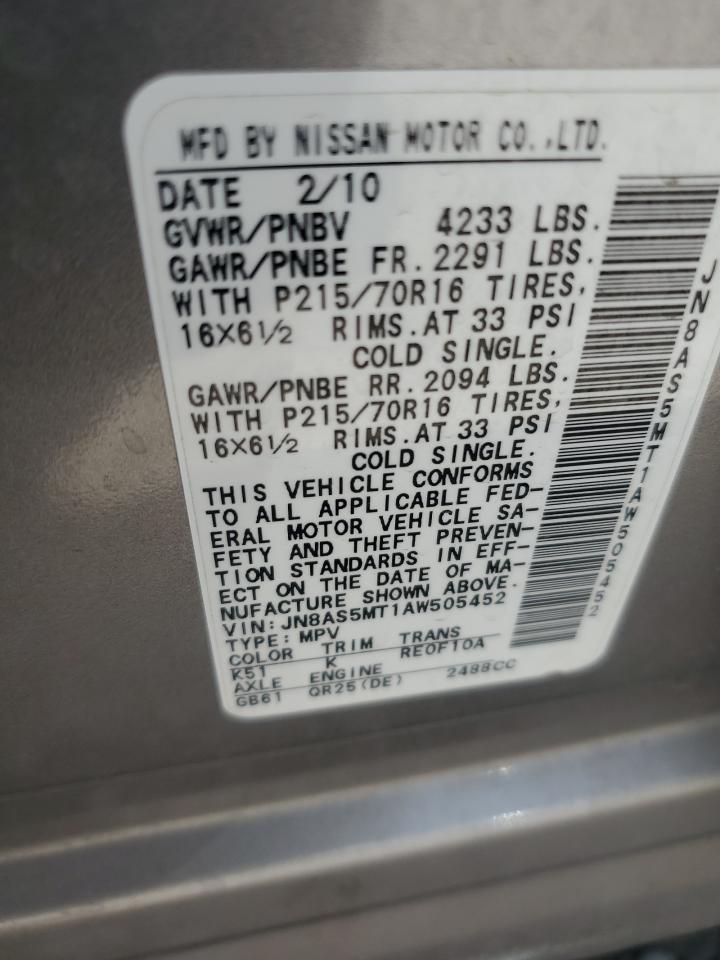 MFD BY NISSAN MOTOR CO.,LTD.
DATE 2/10
GVWR/PNBV 4233 LBS.
GAWR/PNBE FR.2291 LBS.
WITH P215/70R16 TIRES,
16X6½ RIMS.AT 33 PSI
COLD SINGLE.
GAWR/PNBE RR.2094 LBS.
WITH P215/70R16 TIRES,
16X6½ RIMS.AT 33 PSI
COLD SINGLE.
THIS VEHICLE CONFORMS
TO ALL APPLICABLE FED-
ERAL MOTOR VEHICLE SA-
FETY AND THEFT PREVEN-
TION STANDARDS IN EFF-
ECT ON THE DATE OF MA-
NUFACTURE SHOWN ABOVE.
VIN:JN8AS5MT1AW505452
TYPE:MPV
COLOR TRIM TRANS
K51 K RE0F10A
AXLE ENGINE
GB61 QR25(DE) 2488CC
JN8AS5MT1AW505452